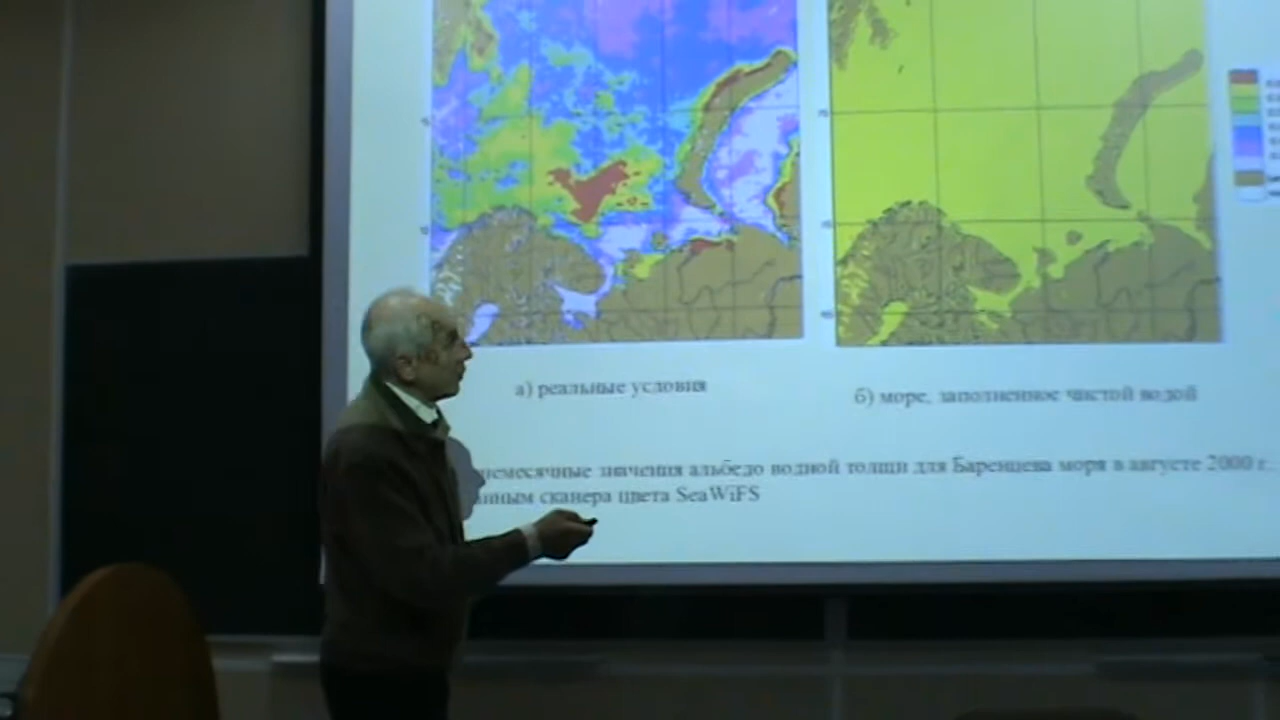 а) реальные условия
б) море, заполненное чистой водой
немесячные значения альбедо водной толщи для Баренцева моря в августе 2000 г.
нным сканера цвета SeaWiFS